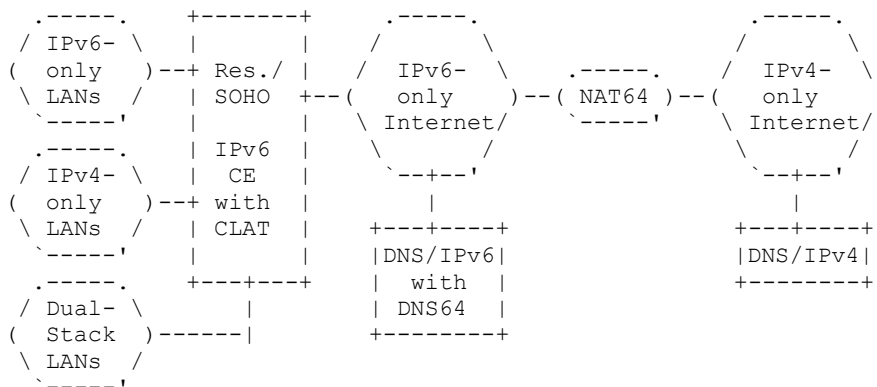 IPv6-
only
LANs
Res./
SOHO
IPv6
CE
with
CLAT
IPv6-
only
Internet
NAT64
IPv4-
only
Internet
IPv4-
only
LANs
DNS/IPv6
with
DNS64
DNS/IPv4
Dual-
Stack
LANs